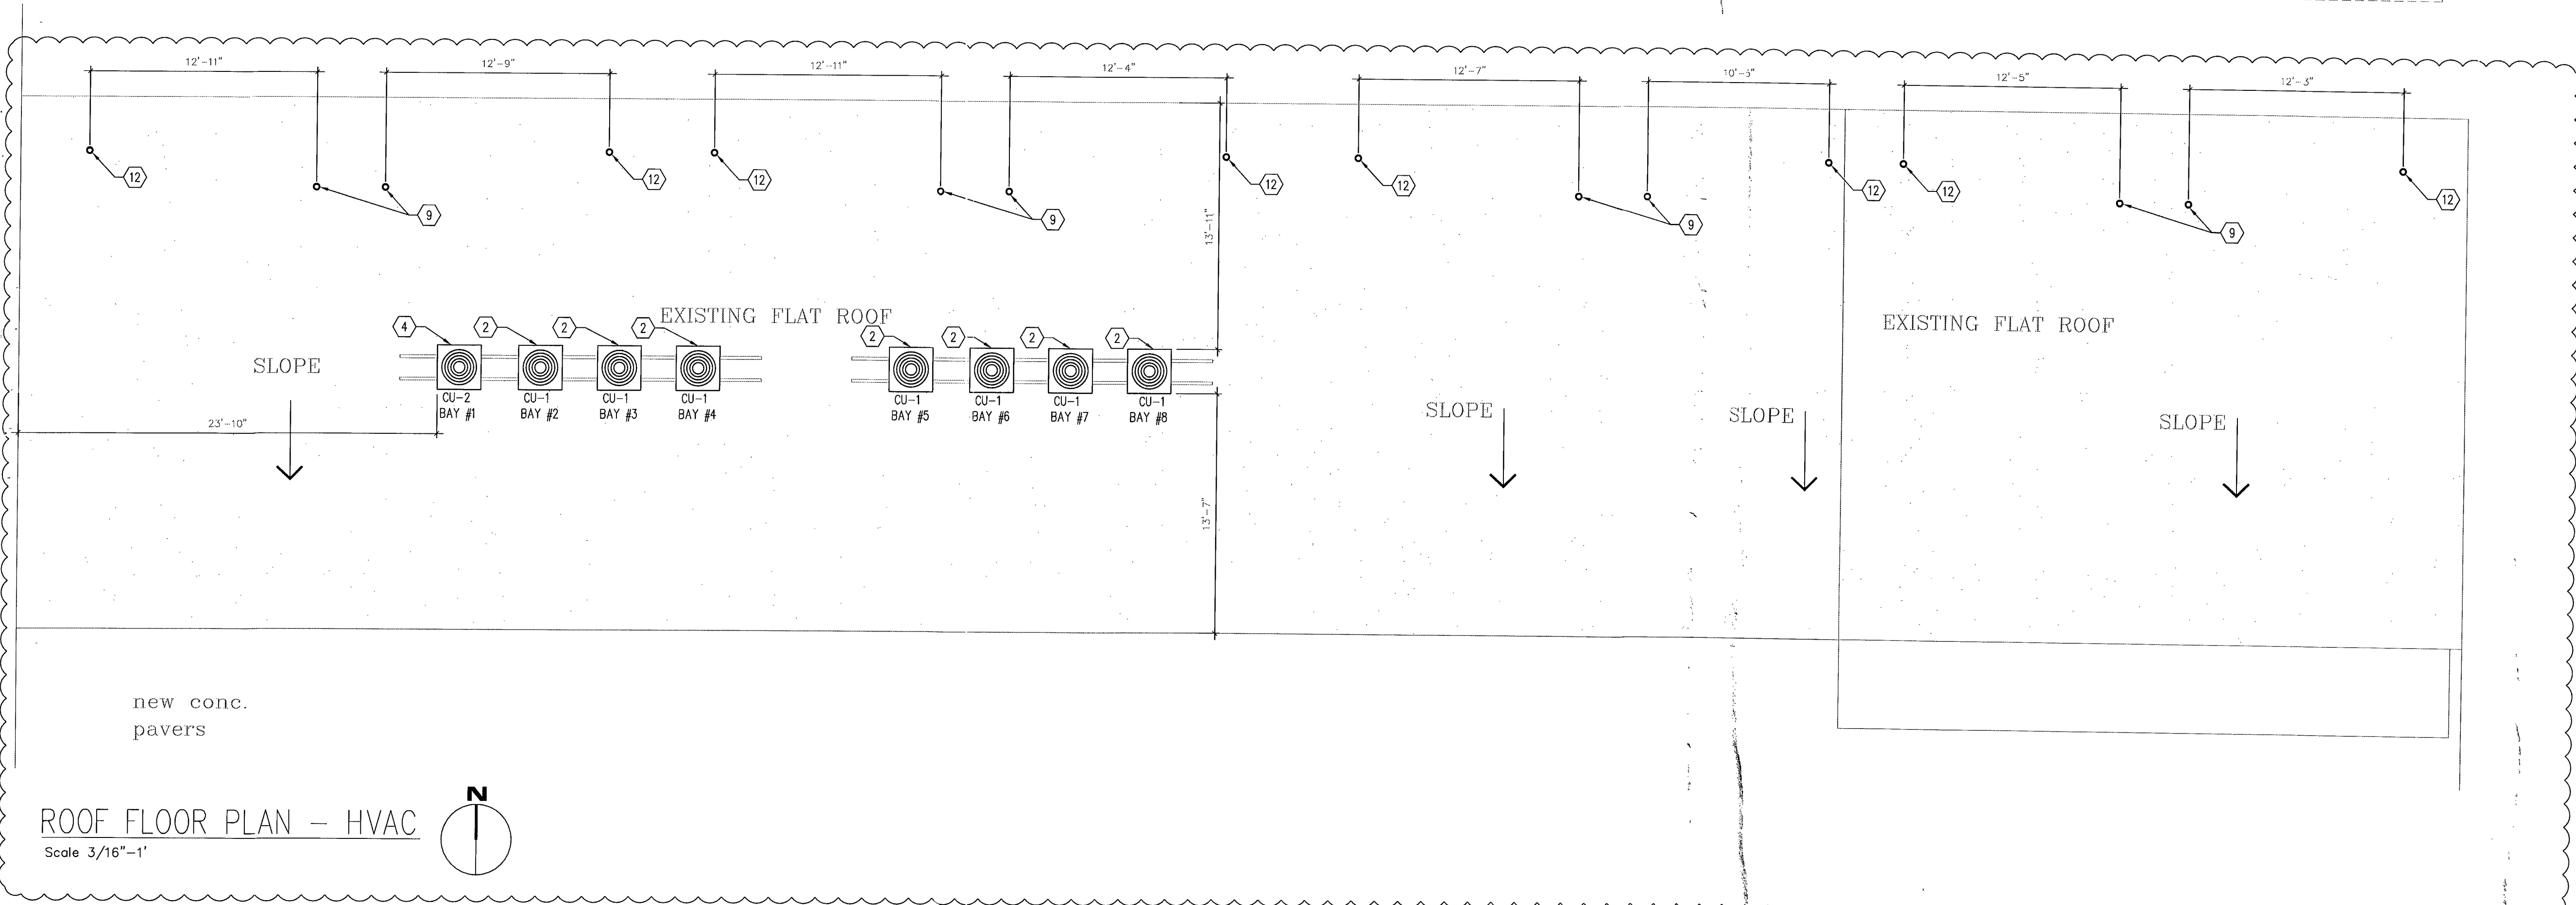 12'-11"
12'-9"
12'-11"
12'-4"
12'-7"
12'-5"
12'-3"
12
12
12
12
12
12
12
12
9
9
9
9
13'-11"
EXISTING FLAT ROOF
EXISTING FLAT ROOF
4
2
2
2
2
2
2
2
SLOPE
CU-2
BAY #1
CU-1
BAY #2
CU-1
BAY #3
CU-1
BAY #4
CU-1
BAY #5
CU-1
BAY #6
CU-1
BAY #7
CU-1
BAY #8
SLOPE
SLOPE
SLOPE
23'-10"
13'-7"
new conc.
pavers
N
ROOF FLOOR PLAN - HVAC
Scale 3/16"-1'